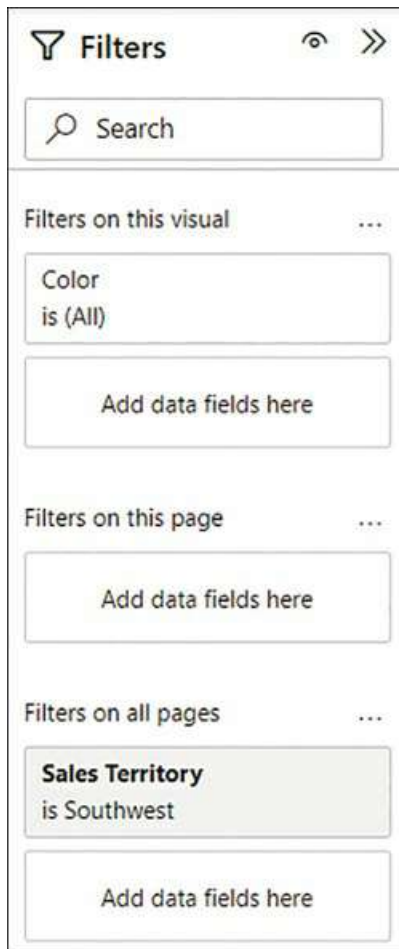 Filters
Search
Filters on this visual
...
Color
is (All)
Add data fields here
Filters on this page
...
Add data fields here
Filters on all pages
...
Sales Territory
is Southwest
Add data fields here